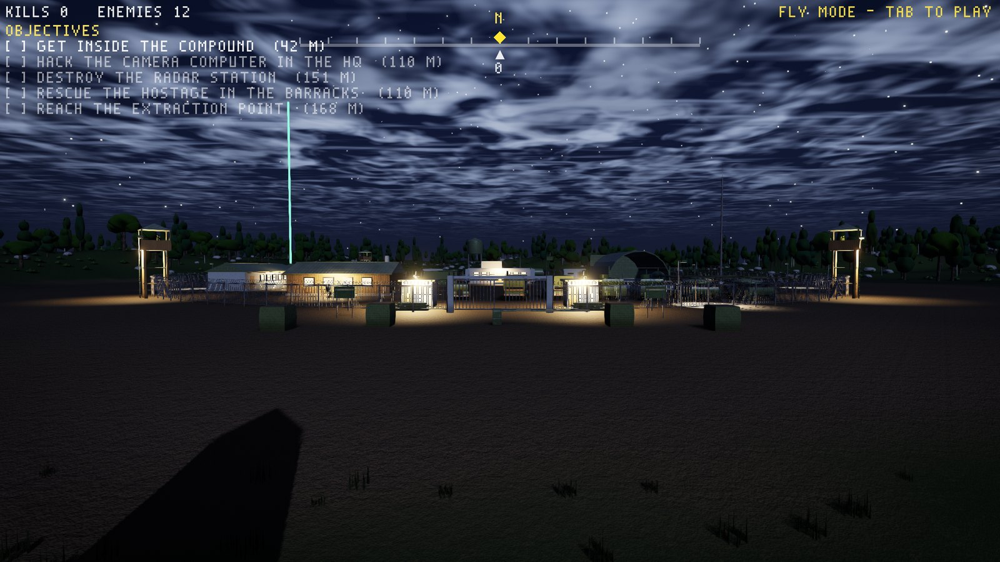 KILLS 0 ENEMIES 12
FLY MODE - TAB TO PLAY
OBJECTIVES
[ ] GET INSIDE THE COMPOUND (42 M)
[ ] HACK THE CAMERA COMPUTER IN THE HQ (110 M)
[ ] DESTROY THE RADAR STATION (151 M)
[ ] RESCUE THE HOSTAGE IN THE BARRACKS (110 M)
[ ] REACH THE EXTRACTION POINT (168 M)
N
0